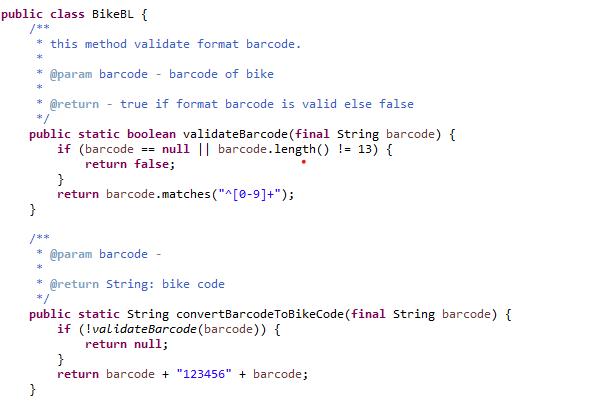 public class BikeBL {
    /**
     * this method validate format barcode.
     *
     * @param barcode - barcode of bike
     *
     * @return - true if format barcode is valid else false
     */
    public static boolean validateBarcode(final String barcode) {
        if (barcode == null || barcode.length() != 13) {
            return false;
        }
        return barcode.matches("^[0-9]+");
    }

    /**
     * @param barcode -
     *
     * @return String: bike code
     */
    public static String convertBarcodeToBikeCode(final String barcode) {
        if (!validateBarcode(barcode)) {
            return null;
        }
        return barcode + "123456" + barcode;
    }